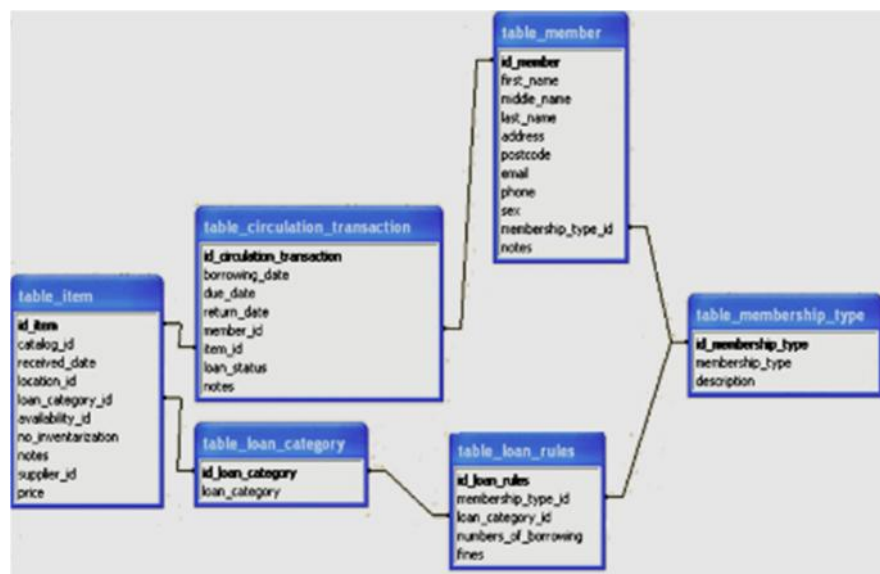 table_member
id_member
first_name
middle_name
last_name
address
postcode
email
phone
sex
membership_type_id
notes
table_circulation_transaction
id_circulation_transaction
borrowing_date
due_date
return_date
member_id
item_id
loan_status
notes
table_item
id_item
catalog_id
received_date
location_id
loan_category_id
availability_id
no_inventarization
notes
supplier_id
price
table_membership_type
id_membership_type
membership_type
description
table_loan_category
id_loan_category
loan_category
table_loan_rules
id_loan_rules
membership_type_id
loan_category_id
numbers_of_borrowing
fines